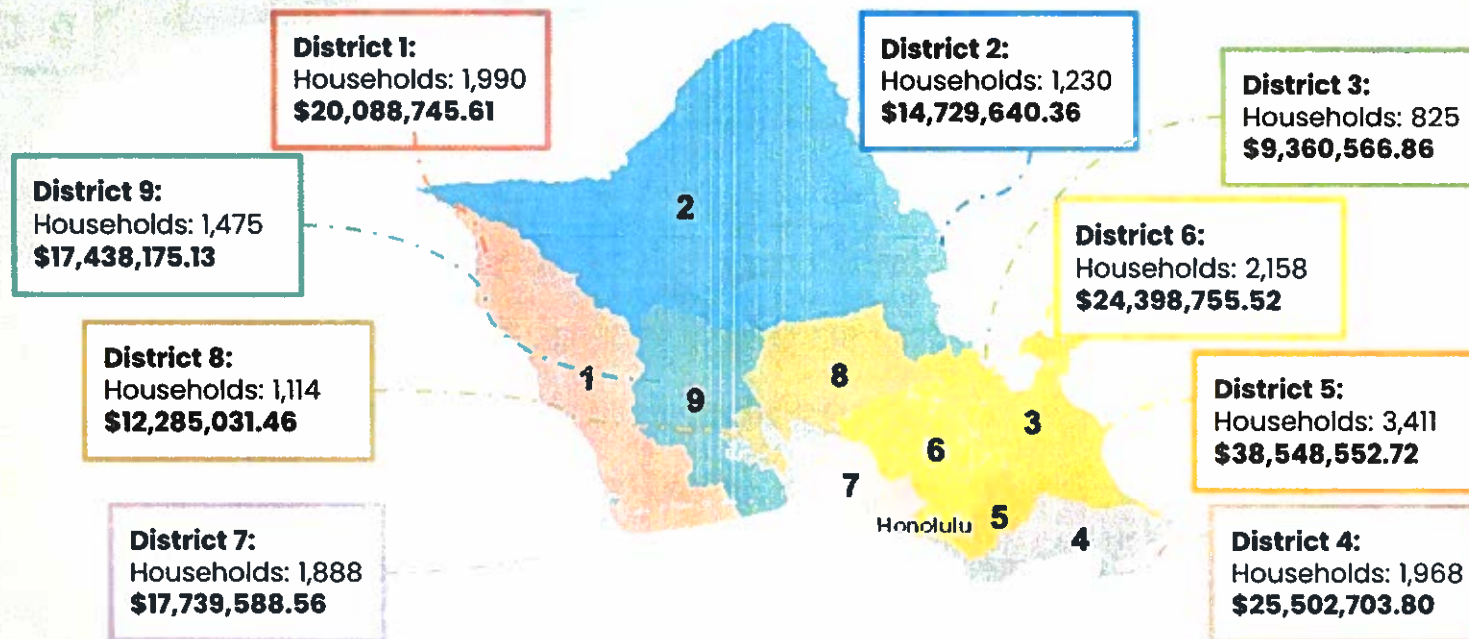 District 1:
Households: 1,990
$20,088,745.61
District 2:
Households: 1,230
$14,729,640.36
District 3:
Households: 825
$9,360,566.86
District 9:
Households: 1,475
$17,438,175.13
District 6:
Households: 2,158
$24,398,755.52
District 8:
Households: 1,114
$12,285,031.46
District 5:
Households: 3,411
$38,548,552.72
District 7:
Households: 1,888
$17,739,588.56
District 4:
Households: 1,968
$25,502,703.80
2
1
8
9
3
6
7
Honolulu
5
4